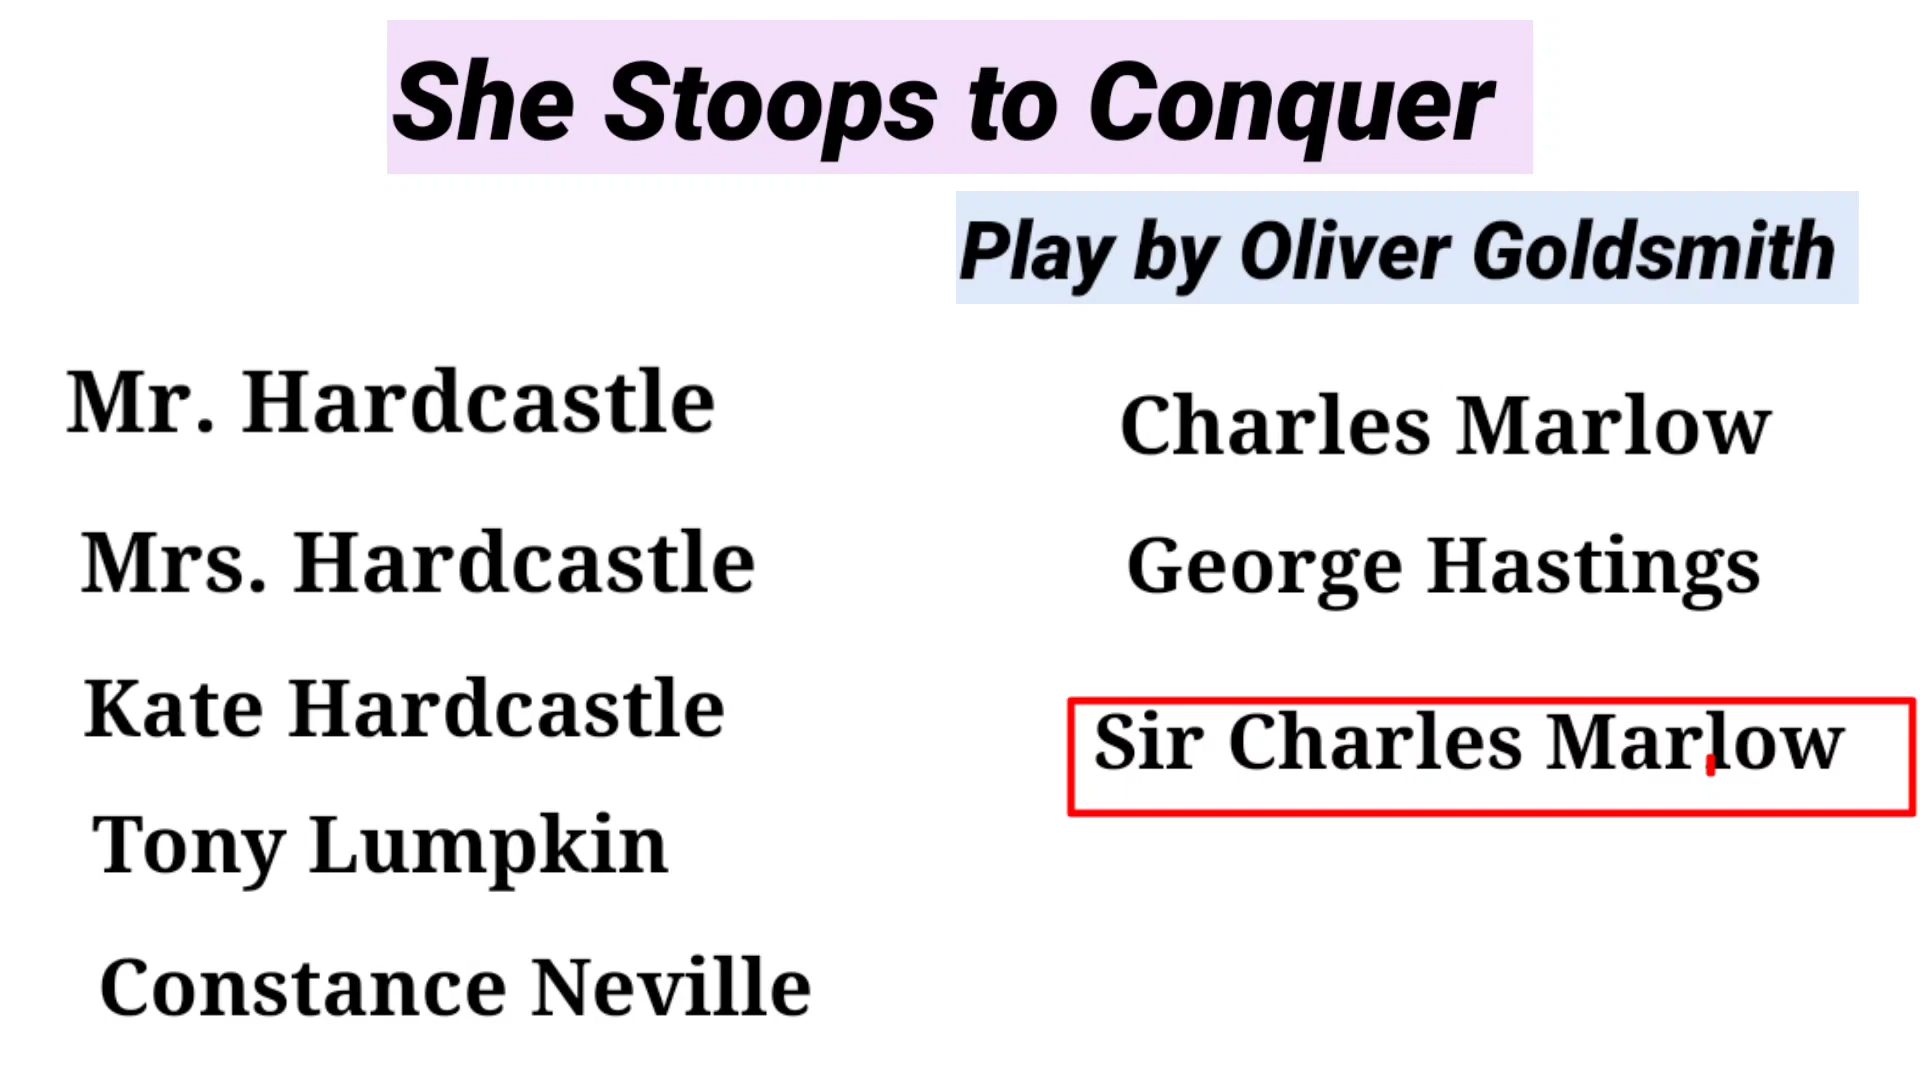 She Stoops to Conquer
Play by Oliver Goldsmith
Mr. Hardcastle
Mrs. Hardcastle
Kate Hardcastle
Tony Lumpkin
Constance Neville
Charles Marlow
George Hastings
Sir Charles Marlow